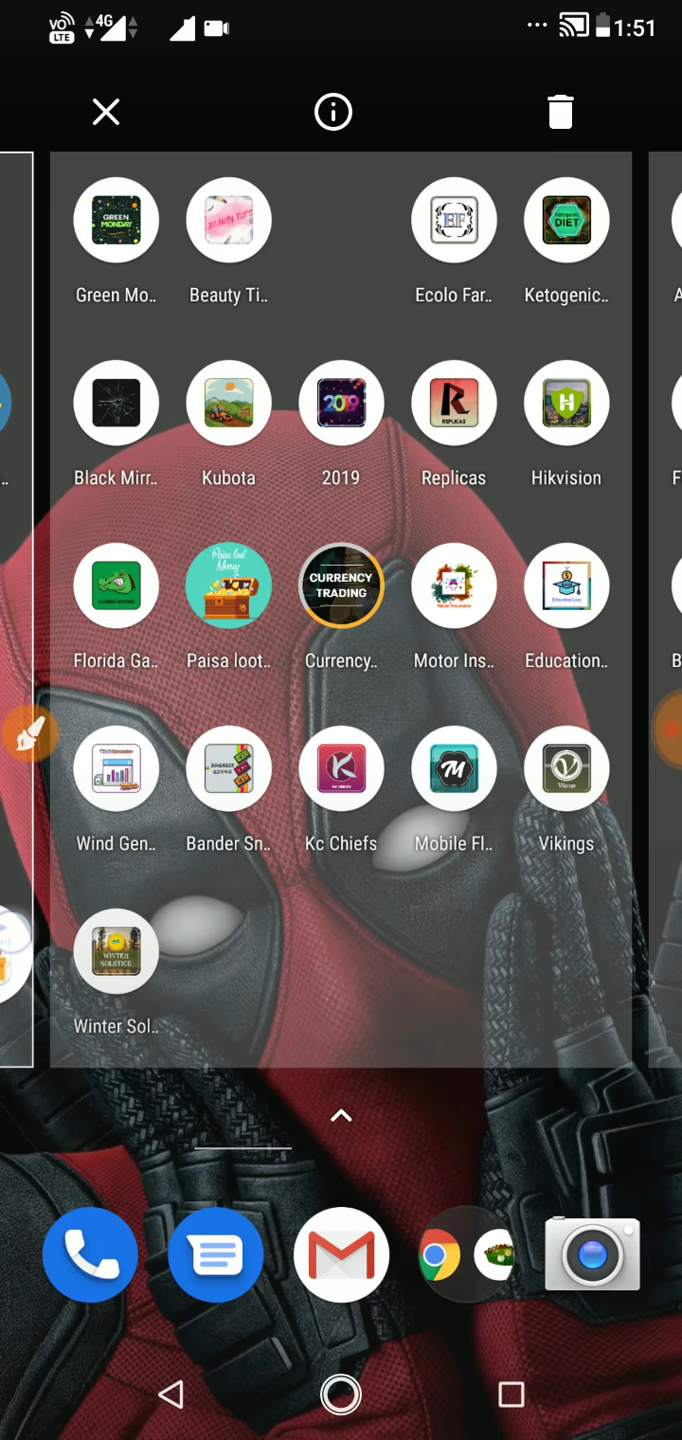 VO
LTE
4G
1:51
GREEN
MONDAY
EF
Ketogenic
DIET
Green Mo..
Beauty Ti..
Ecolo Far..
Ketogenic..
2019
R
REPLICAS
H
Black Mirr..
Kubota
2019
Replicas
Hikvision
Paisa loot
Money
CURRENCY
TRADING
Florida Ga..
Paisa loot..
Currency..
Motor Ins..
Education..
K
M
V
Wind Gen..
Bander Sn..
Kc Chiefs
Mobile Fl..
Vikings
WINTER
SOLSTICE
Winter Sol..